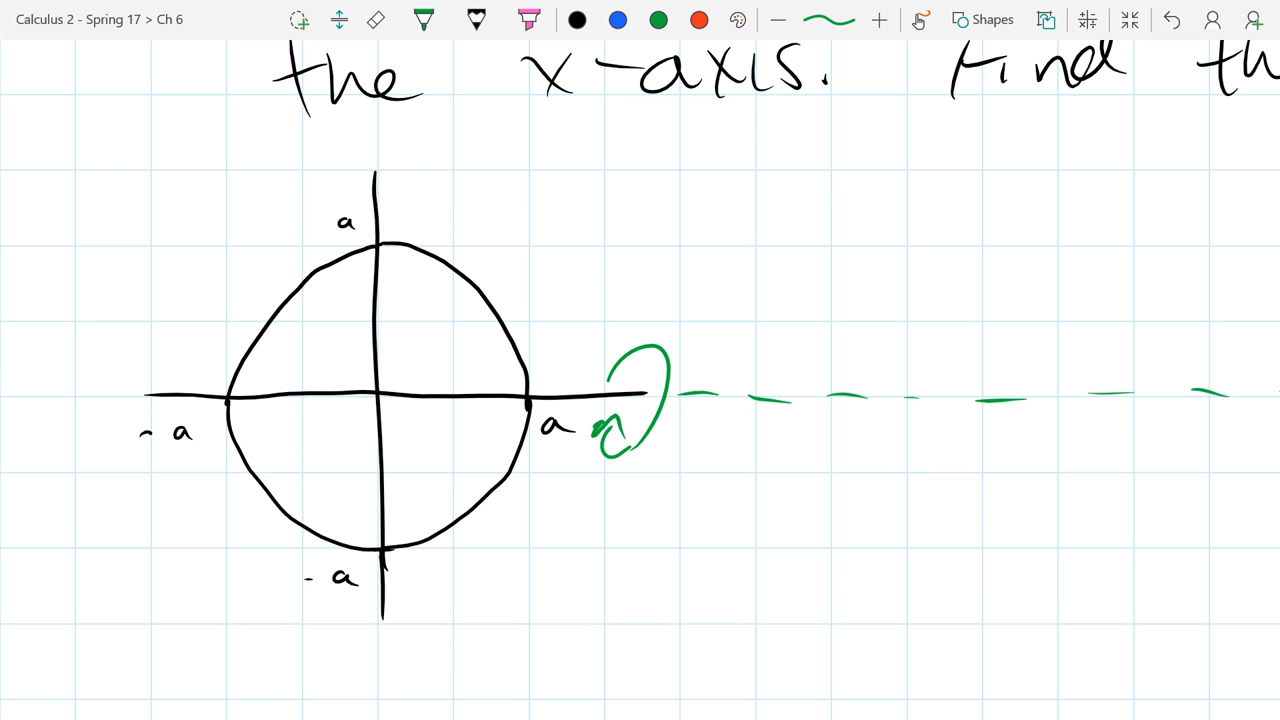 Calculus 2 - Spring 17 > Ch 6
Shapes
the x-axis. Find th
a
- a
a
- a